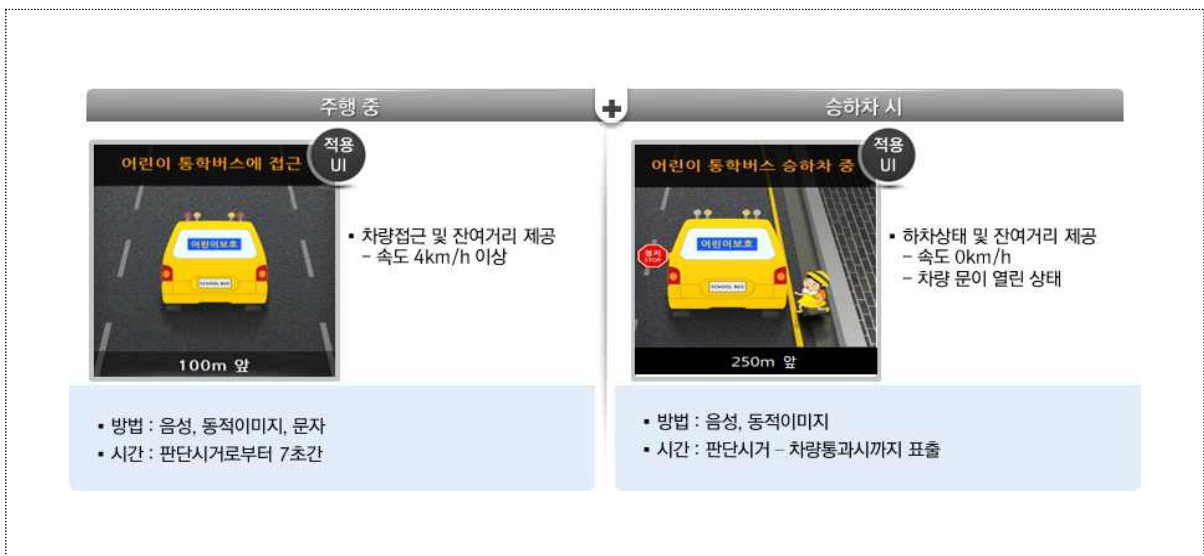 주행 중
적용
UI
어린이 통학버스에 접근
어린이보호
SCHOOL BUS
100m 앞
▪ 차량접근 및 잔여거리 제공
– 속도 4km/h 이상
▪ 방법 : 음성, 동적이미지, 문자
▪ 시간 : 판단시거로부터 7초간
승하차 시
적용
UI
어린이 통학버스 승하차 중
어린이보호
정지
STOP
SCHOOL BUS
250m 앞
▪ 하차상태 및 잔여거리 제공
– 속도 0km/h
– 차량 문이 열린 상태
▪ 방법 : 음성, 동적이미지
▪ 시간 : 판단시거 – 차량통과시까지 표출